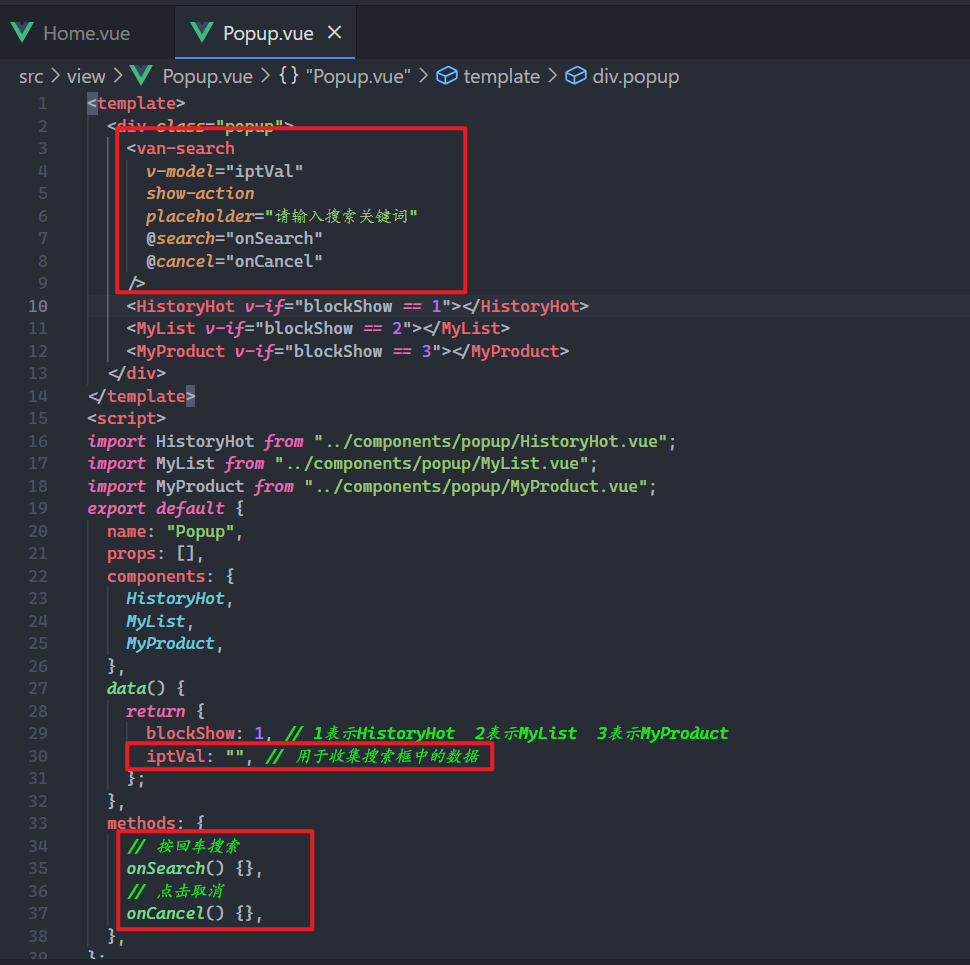 Home.vue Popup.vue ×
src > view > Popup.vue > {} "Popup.vue" > template > div.popup
1 <template>
2 <div class="popup">
3 <van-search
4 v-model="iptVal"
5 show-action
6 placeholder="请输入搜索关键词"
7 @search="onSearch"
8 @cancel="onCancel"
9 />
10 <HistoryHot v-if="blockShow == 1"></HistoryHot>
11 <MyList v-if="blockShow == 2"></MyList>
12 <MyProduct v-if="blockShow == 3"></MyProduct>
13 </div>
14 </template>
15 <script>
16 import HistoryHot from "../components/popup/HistoryHot.vue";
17 import MyList from "../components/popup/MyList.vue";
18 import MyProduct from "../components/popup/MyProduct.vue";
19 export default {
20 name: "Popup",
21 props: [],
22 components: {
23 HistoryHot,
24 MyList,
25 MyProduct,
26 },
27 data() {
28 return {
29 blockShow: 1, // 1表示HistoryHot 2表示MyList 3表示MyProduct
30 iptVal: "", // 用于收集搜索框中的数据
31 };
32 },
33 methods: {
34 // 按回车搜索
35 onSearch() {},
36 // 点击取消
37 onCancel() {},
38 },
39 };